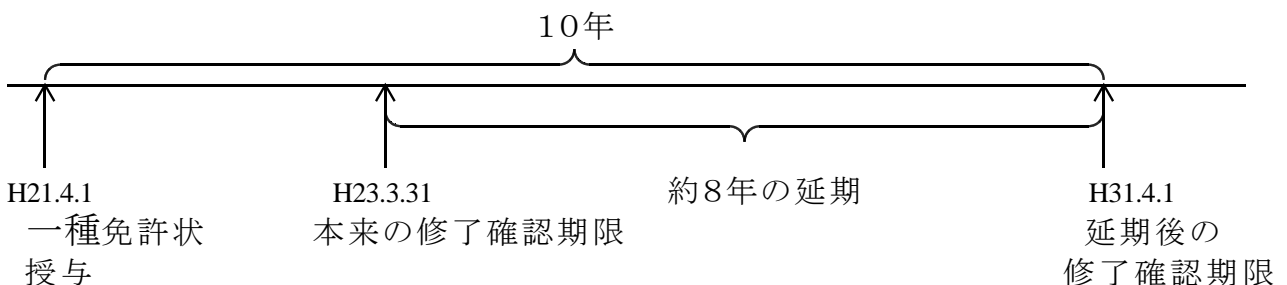 10年
H21.4.1
一種免許状
授与
H23.3.31
本来の修了確認期限
約8年の延期
H31.4.1
延期後の
修了確認期限